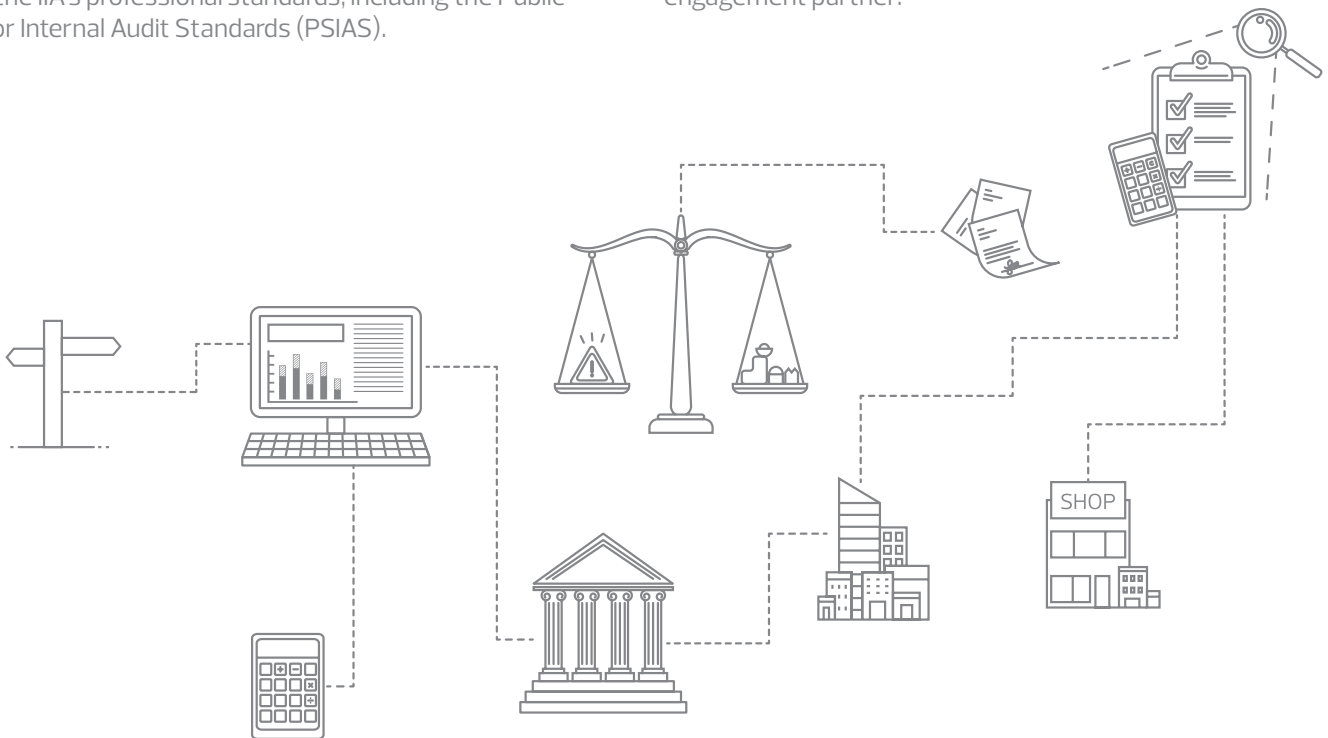 the IIA's professional standards, including the Public
or Internal Audit Standards (PSIAS).
engagement partner.
SHOP